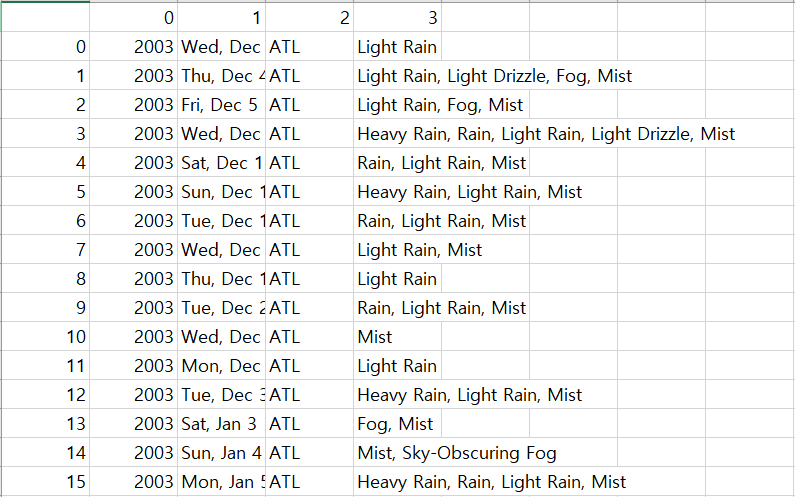 0 1 2 3
0 2003 Wed, Dec ATL Light Rain
1 2003 Thu, Dec 4 ATL Light Rain, Light Drizzle, Fog, Mist
2 2003 Fri, Dec 5 ATL Light Rain, Fog, Mist
3 2003 Wed, Dec ATL Heavy Rain, Rain, Light Rain, Light Drizzle, Mist
4 2003 Sat, Dec 1 ATL Rain, Light Rain, Mist
5 2003 Sun, Dec 1 ATL Heavy Rain, Light Rain, Mist
6 2003 Tue, Dec 1 ATL Rain, Light Rain, Mist
7 2003 Wed, Dec ATL Light Rain, Mist
8 2003 Thu, Dec 1 ATL Light Rain
9 2003 Tue, Dec 2 ATL Rain, Light Rain, Mist
10 2003 Wed, Dec ATL Mist
11 2003 Mon, Dec ATL Light Rain
12 2003 Tue, Dec 3 ATL Heavy Rain, Light Rain, Mist
13 2003 Sat, Jan 3 ATL Fog, Mist
14 2003 Sun, Jan 4 ATL Mist, Sky-Obscuring Fog
15 2003 Mon, Jan 5 ATL Heavy Rain, Rain, Light Rain, Mist